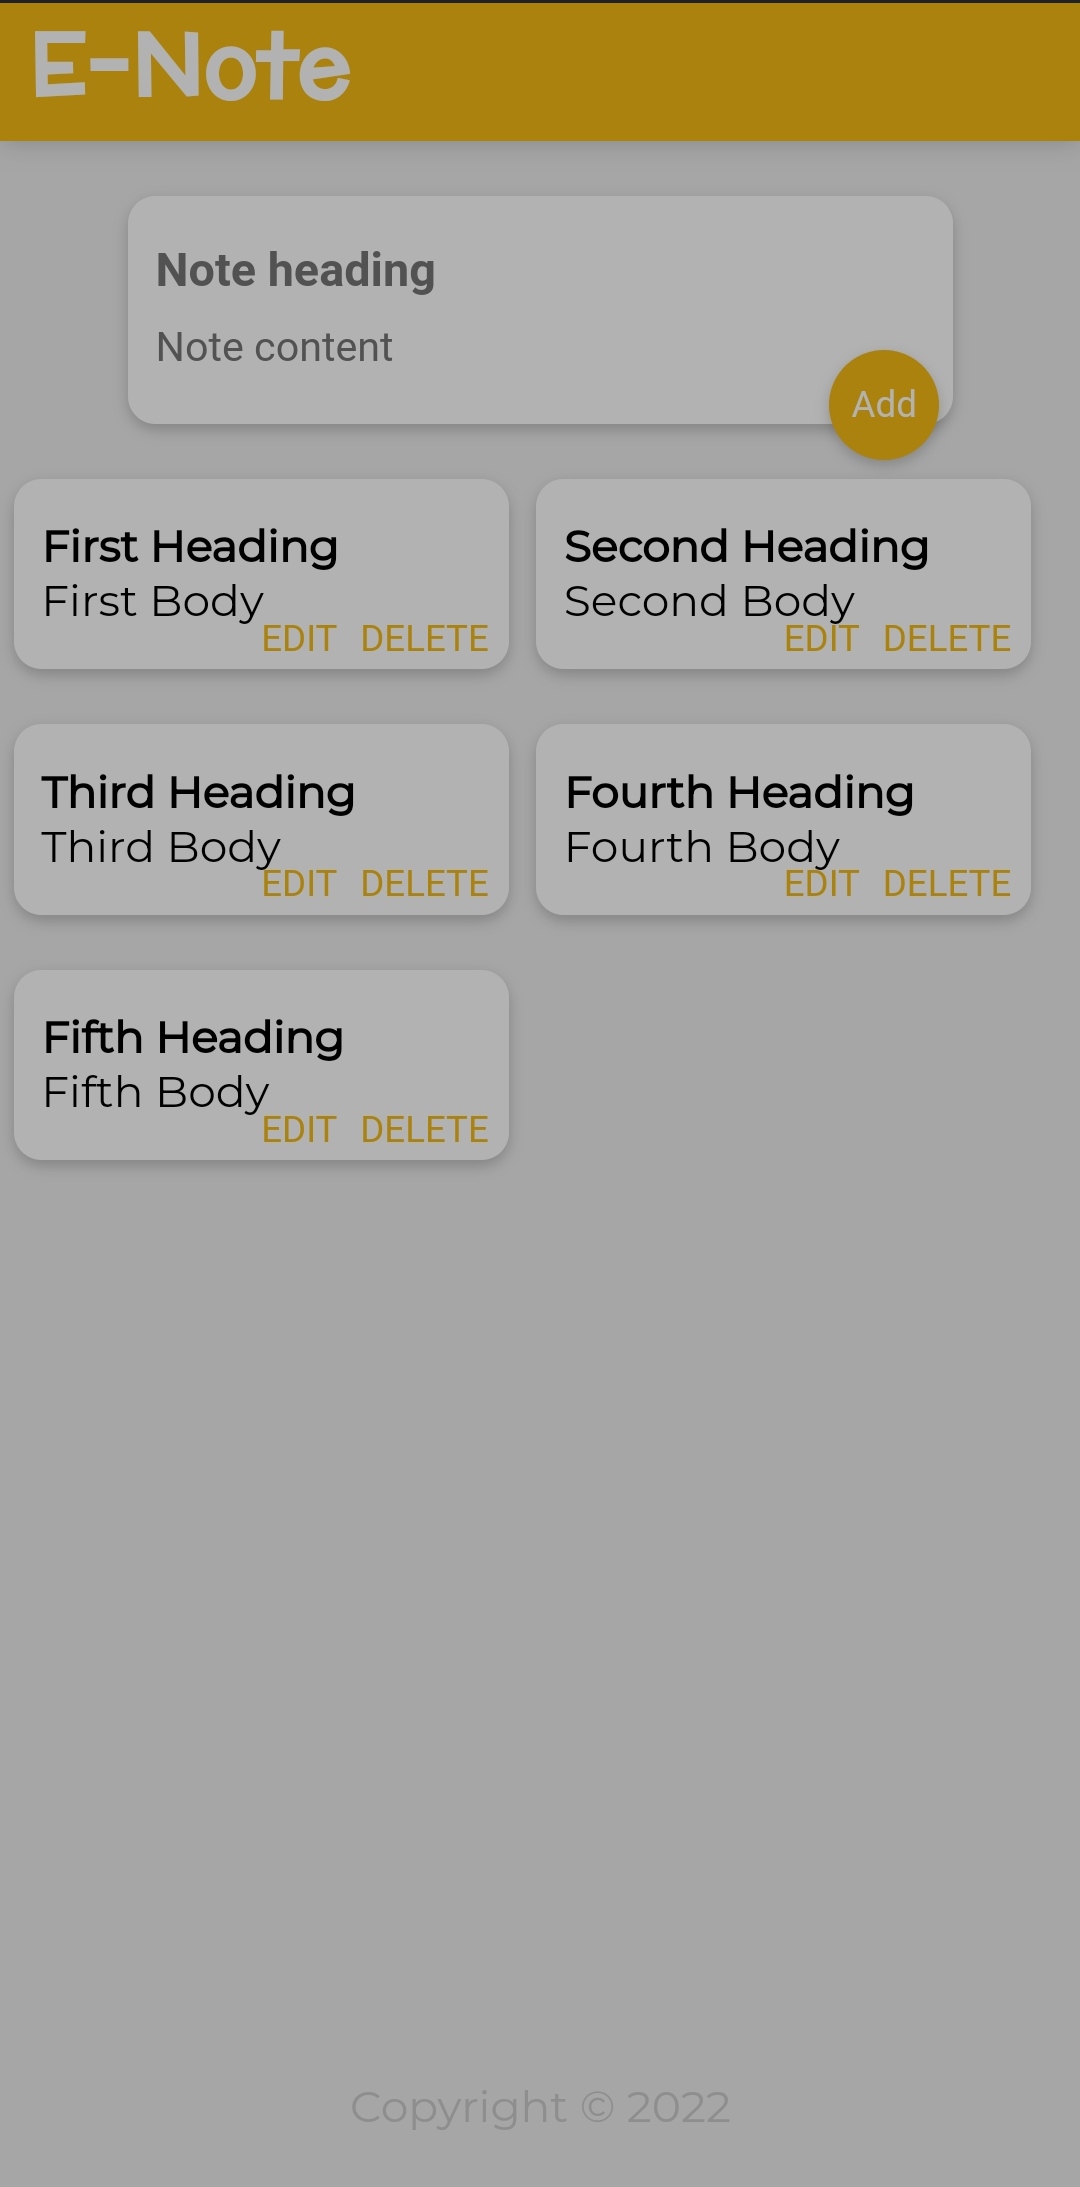 E-Note
Note heading
Note content
Add
First Heading
First Body
EDIT DELETE
Second Heading
Second Body
EDIT DELETE
Third Heading
Third Body
EDIT DELETE
Fourth Heading
Fourth Body
EDIT DELETE
Fifth Heading
Fifth Body
EDIT DELETE
Copyright © 2022